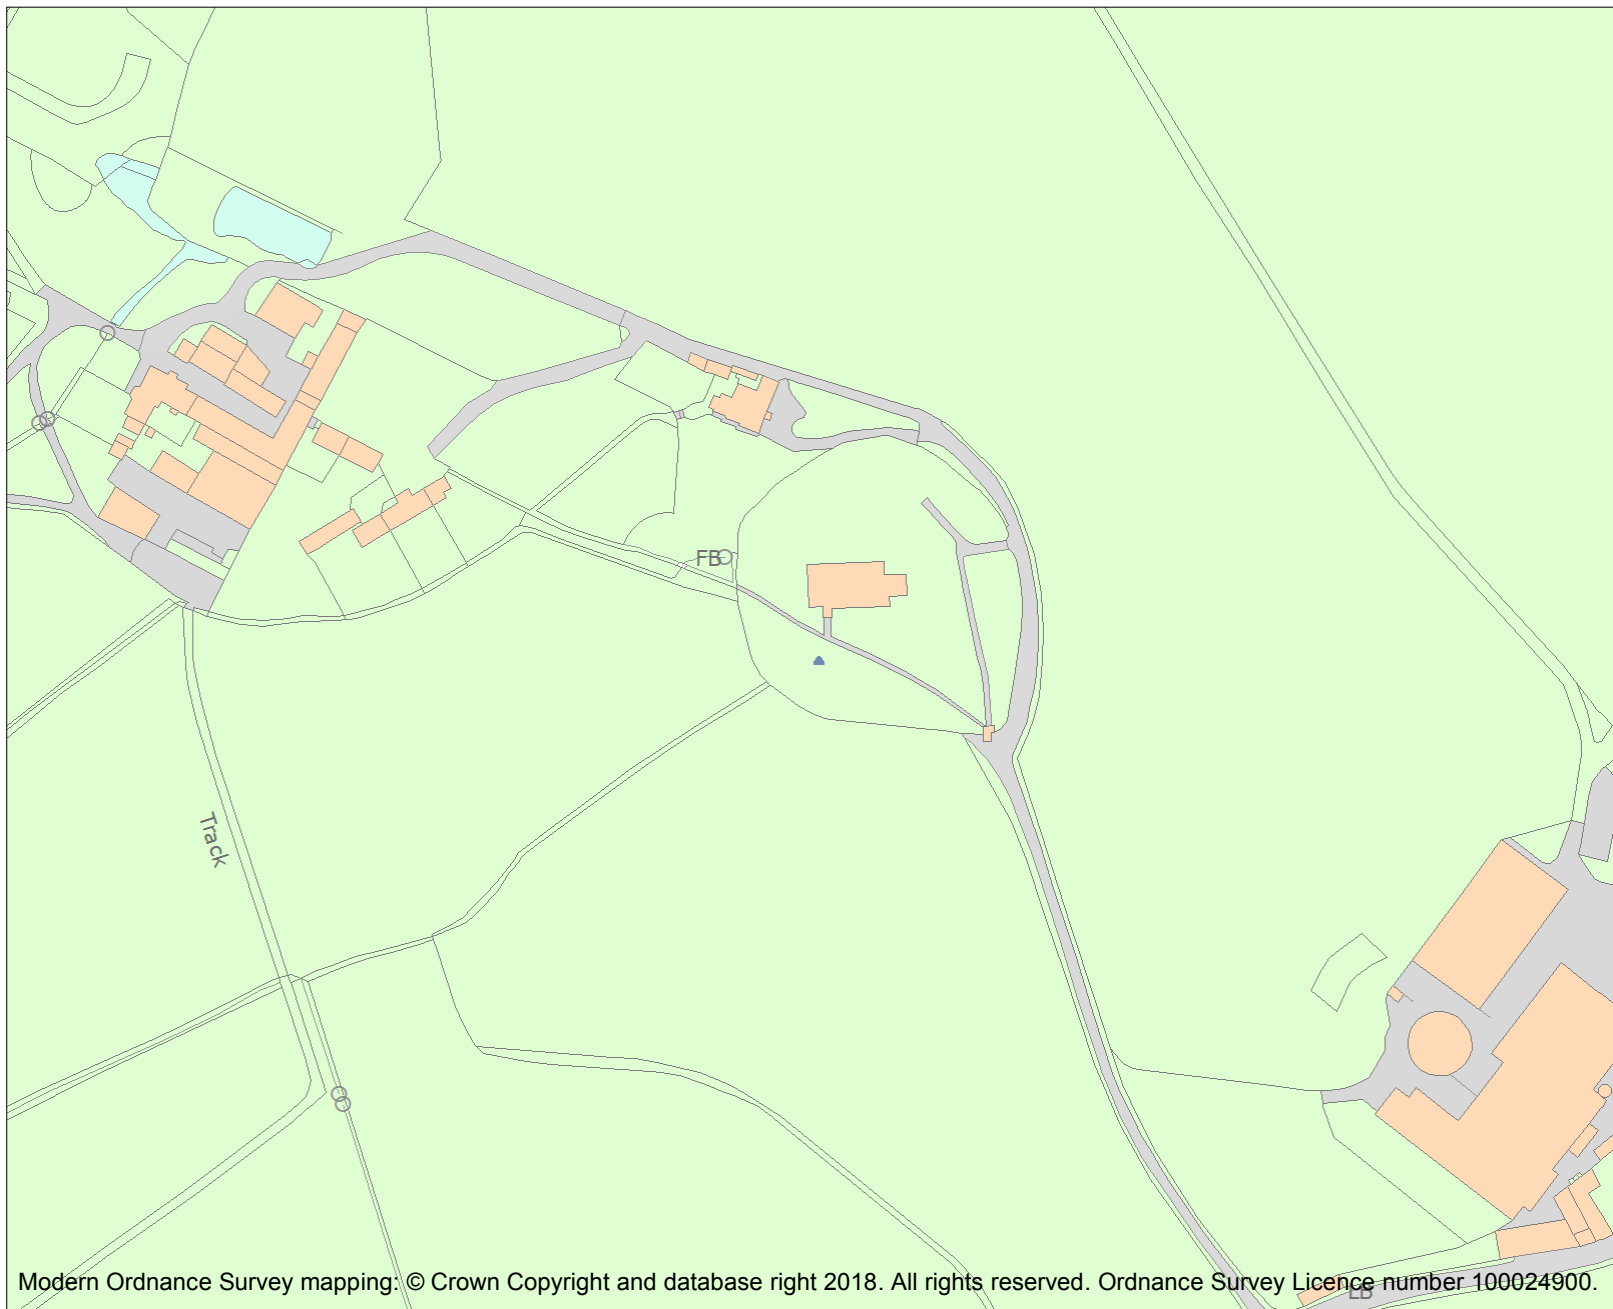 FB
Track
Modern Ordnance Survey mapping: © Crown Copyright and database right 2018. All rights reserved. Ordnance Survey Licence number 100024900.
LB